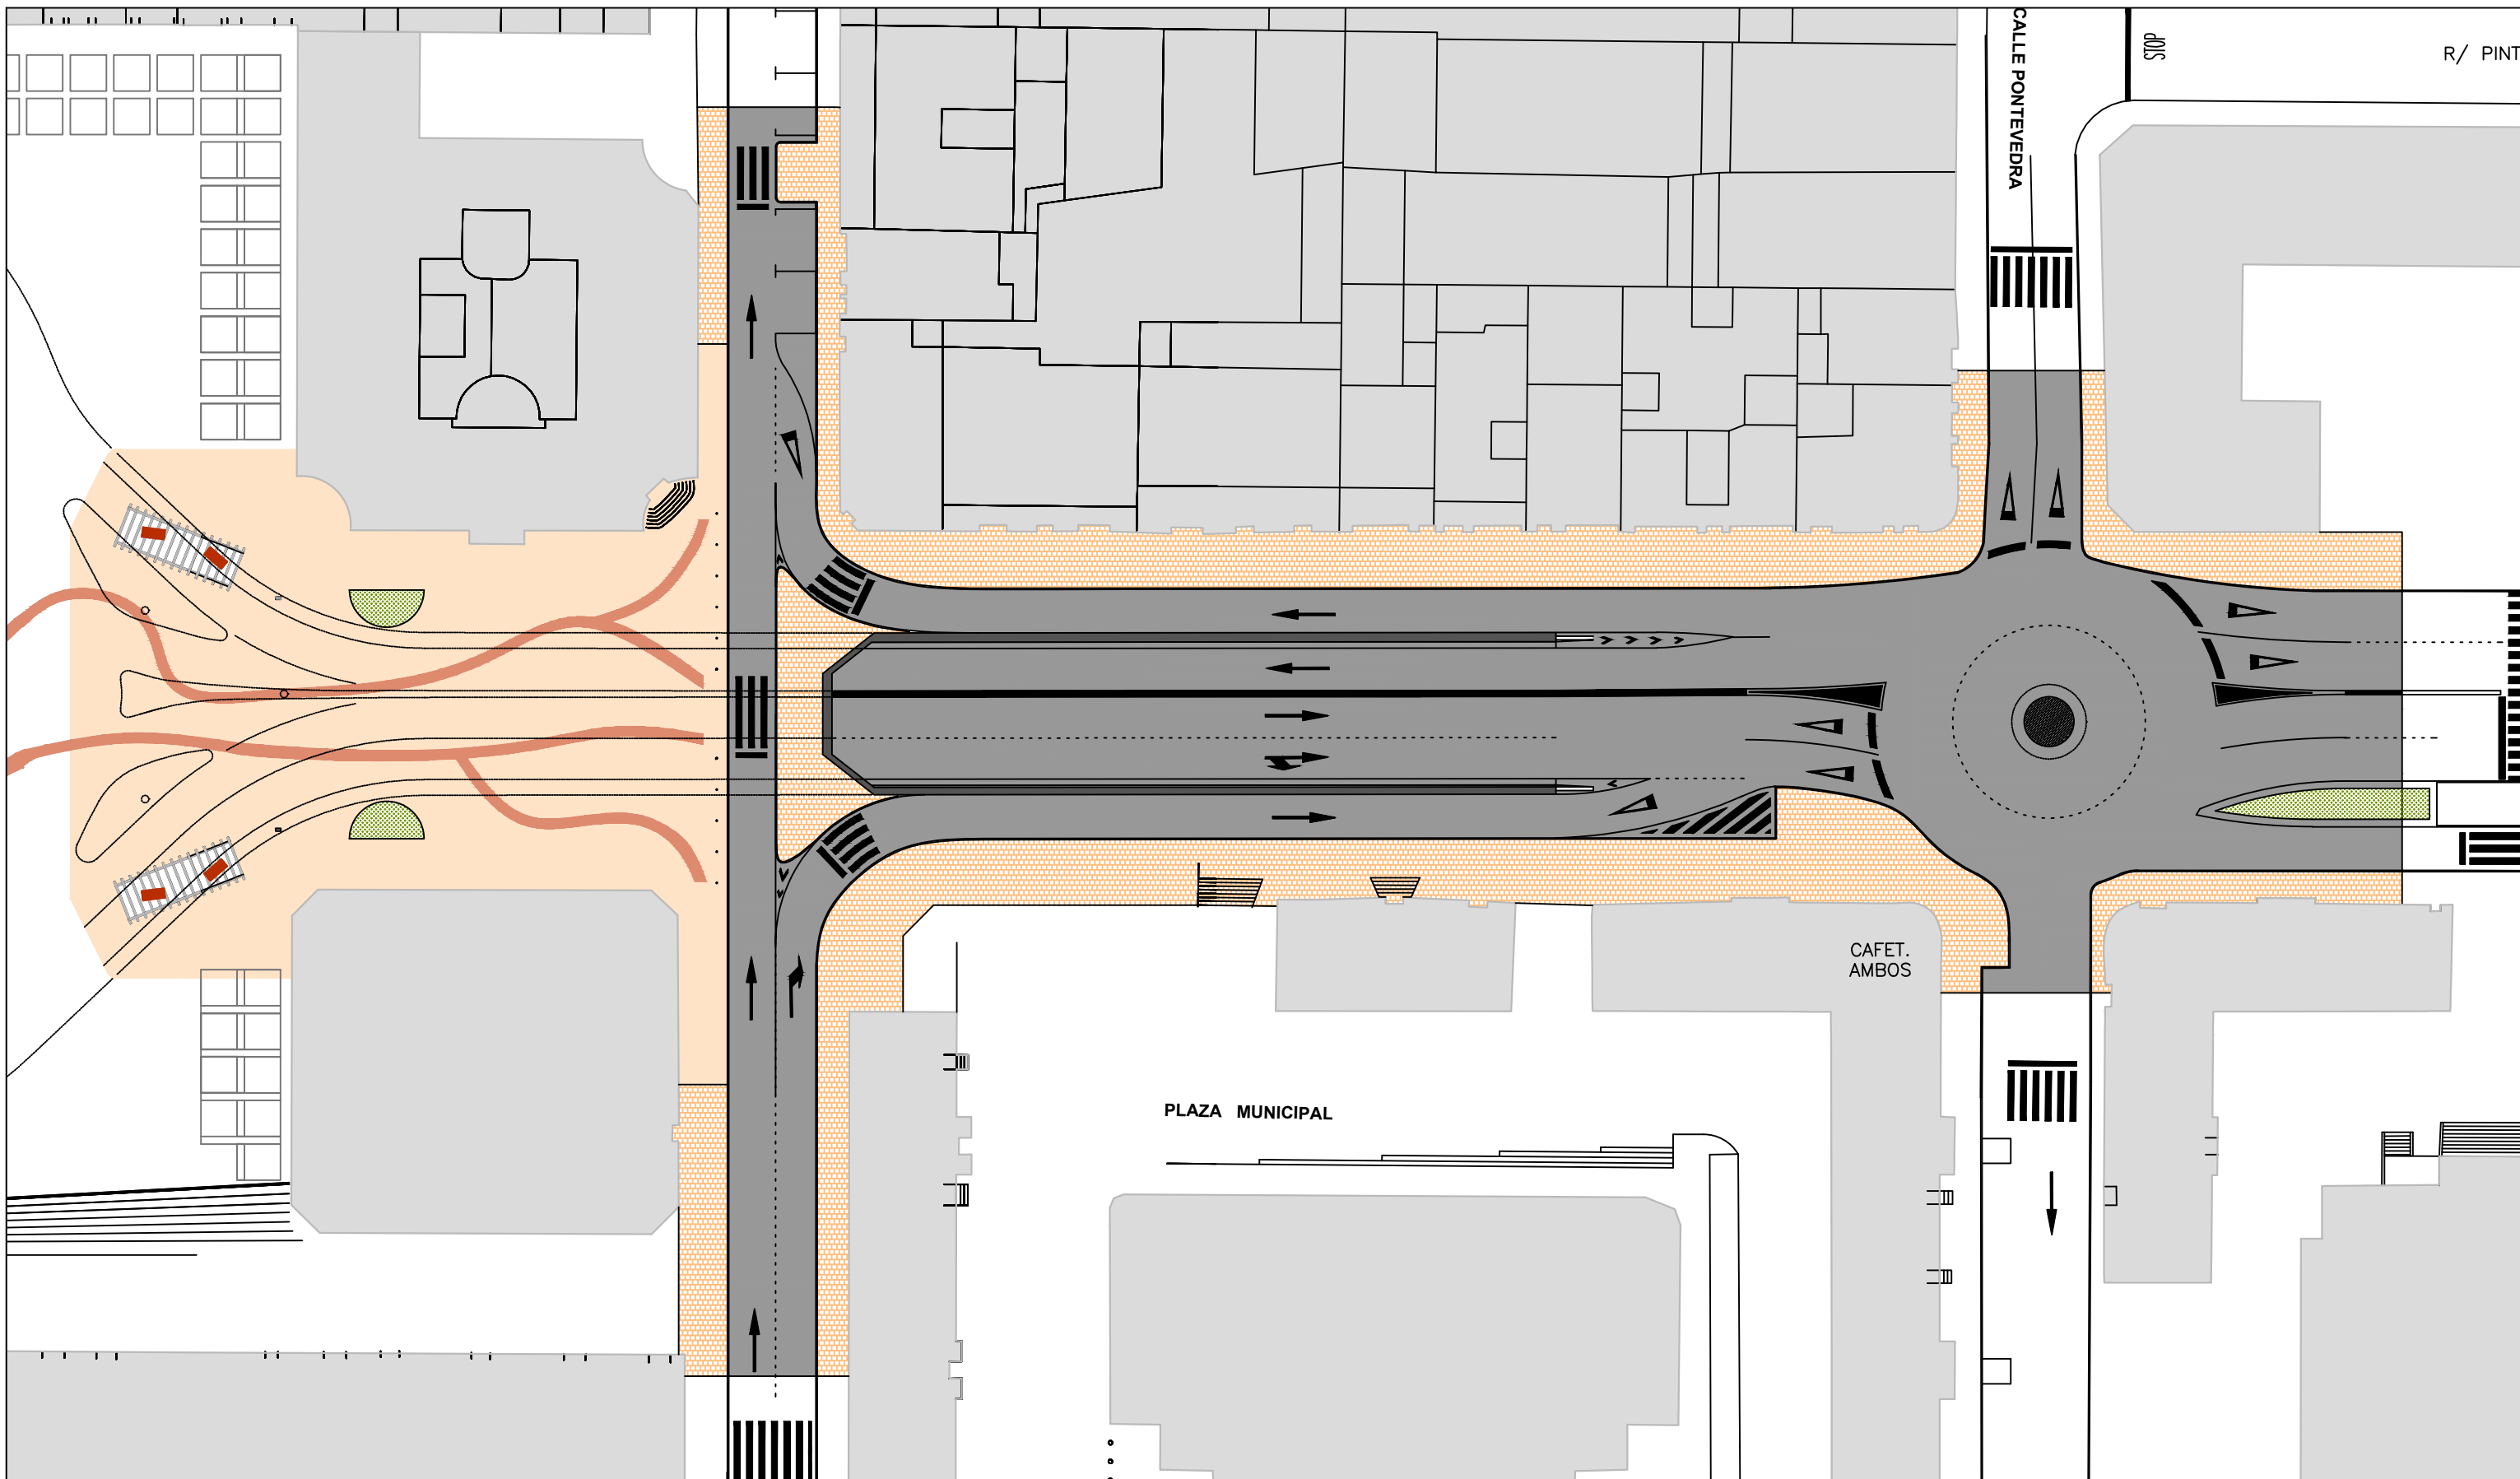 CALLE PONTEVEDRA
STOP
R/ PINT
CAFET.
AMBOS
PLAZA MUNICIPAL